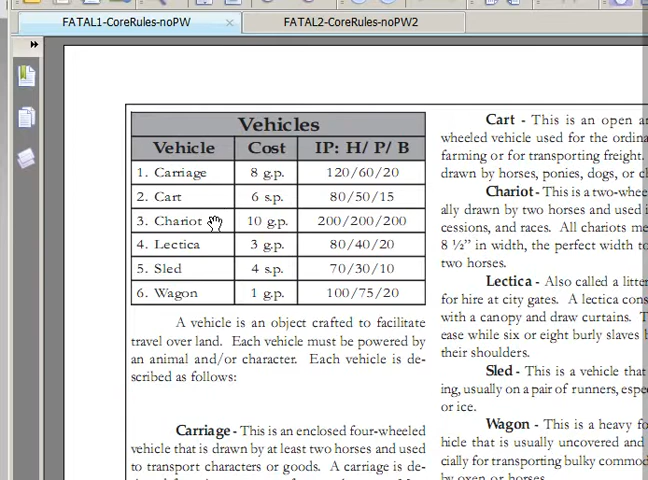 FATAL1-CoreRules-noPW
FATAL2-CoreRules-noPW2
Vehicles
Vehicle Cost IP: H/ P/ B
1. Carriage 8 g.p. 120/60/20
2. Cart 6 s.p. 80/50/15
3. Chariot 10 g.p. 200/200/200
4. Lectica 3 g.p. 80/40/20
5. Sled 4 s.p. 70/30/10
6. Wagon 1 g.p. 100/75/20
A vehicle is an object crafted to facilitate
travel over land. Each vehicle must be powered by
an animal and/or character. Each vehicle is de-
scribed as follows:
Carriage - This is an enclosed four-wheeled
vehicle that is drawn by at least two horses and used
to transport characters or goods. A carriage is de-
Cart - This is an open
wheeled vehicle used for the ordina
farming or for transporting freight.
drawn by horses, ponies, dogs, or
Chariot - This is a two-whee
ally drawn by two horses and used
cessions, and races. All chariots me
8 ½" in width, the perfect width to
two horses.
Lectica - Also called a litte
for hire at city gates. A lectica cons
with a canopy and draw curtains.
ease while six or eight burly slaves
their shoulders.
Sled - This is a vehicle that
ing, usually on a pair of runners, espe
or ice.
Wagon - This is a heavy fo
hicle that is usually uncovered and
cially for transporting bulky commod
by oxen or horses.